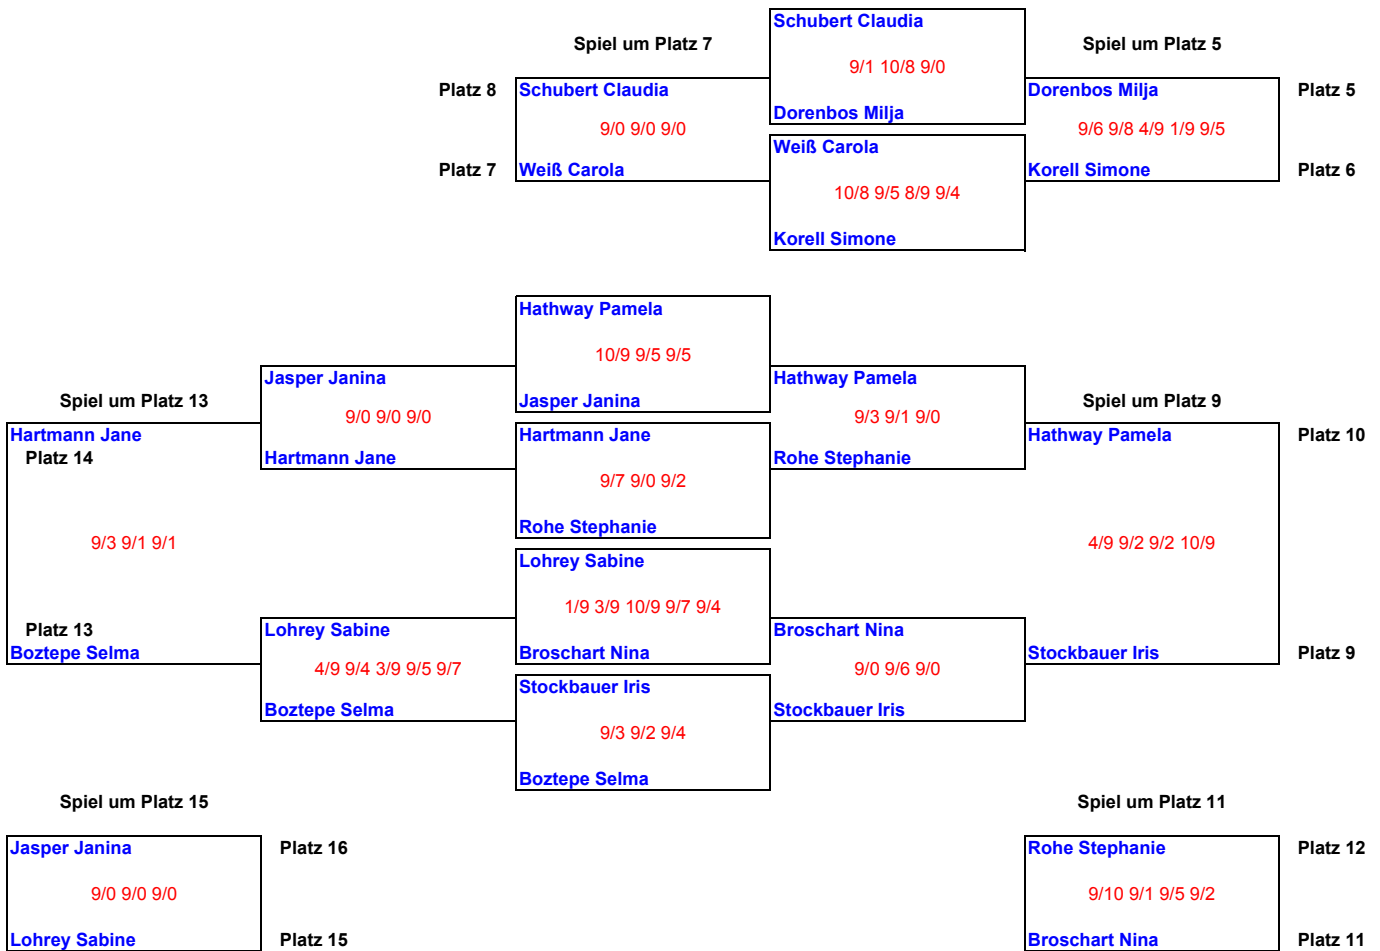 Schubert Claudia
Spiel um Platz 7
Spiel um Platz 5
9/1 10/8 9/0
Platz 8
Schubert Claudia
Dorenbos Milja
Platz 5
Dorenbos Milja
9/0 9/0 9/0
9/6 9/8 4/9 1/9 9/5
Weiß Carola
Platz 7
Weiß Carola
Korell Simone
Platz 6
10/8 9/5 8/9 9/4
Korell Simone
Hathway Pamela
10/9 9/5 9/5
Jasper Janina
Hathway Pamela
Spiel um Platz 13
Jasper Janina
Spiel um Platz 9
9/0 9/0 9/0
9/3 9/1 9/0
Hartmann Jane
Hartmann Jane
Hathway Pamela
Platz 10
Platz 14
Hartmann Jane
Rohe Stephanie
9/7 9/0 9/2
Rohe Stephanie
9/3 9/1 9/1
4/9 9/2 9/2 10/9
Lohrey Sabine
1/9 3/9 10/9 9/7 9/4
Platz 13
Lohrey Sabine
Broschart Nina
Boztepe Selma
Broschart Nina
Stockbauer Iris
Platz 9
4/9 9/4 3/9 9/5 9/7
9/0 9/6 9/0
Stockbauer Iris
Boztepe Selma
Stockbauer Iris
9/3 9/2 9/4
Boztepe Selma
Spiel um Platz 15
Spiel um Platz 11
Jasper Janina
Platz 16
Rohe Stephanie
Platz 12
9/0 9/0 9/0
9/10 9/1 9/5 9/2
Lohrey Sabine
Platz 15
Broschart Nina
Platz 11